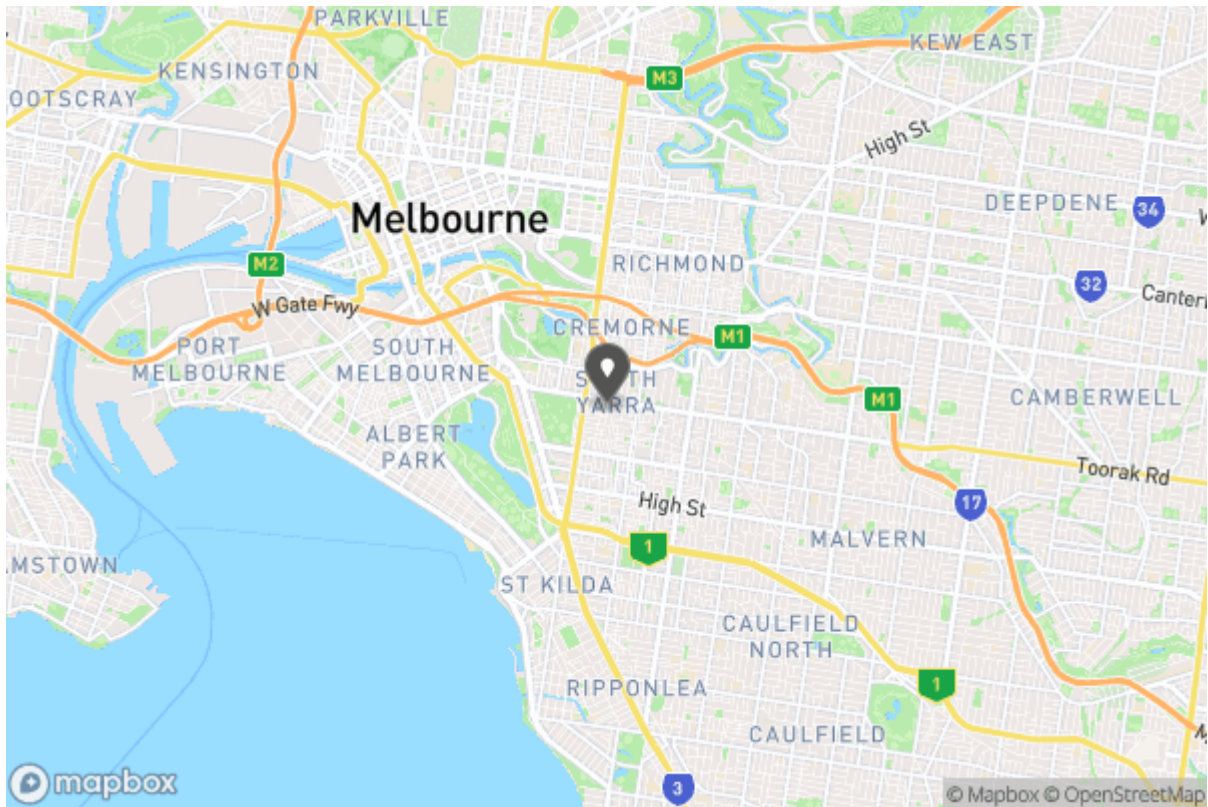 PARKVILLE
KEW EAST
KENSINGTON
M3
OOTSCRAY
High St
DEEPDENE
34
Melbourne
M2
RICHMOND
32
Canter
W Gate Fwy
CREMORNE
M1
PORT
MELBOURNE
SOUTH
MELBOURNE
YARRA
M1
CAMBERWELL
ALBERT
PARK
Toorak Rd
High St
17
1
MALVERN
MSTOWN
ST KILDA
CAULFIELD
NORTH
RIPPONLEA
1
CAULFIELD
3
mapbox
© Mapbox © OpenStreetMap